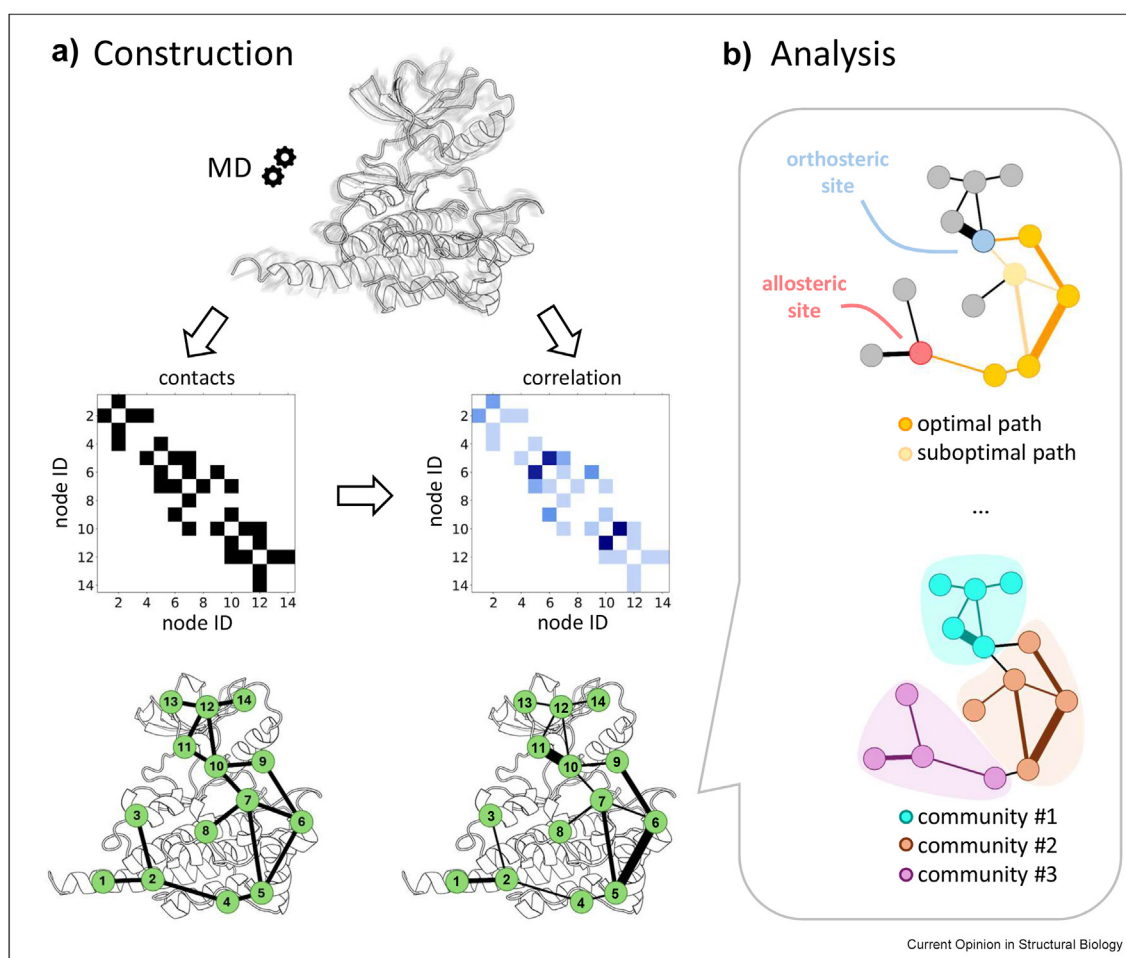 a) Construction
MD
contacts
node ID
2
4
6
8
10
12
14
2 4 6 8 10 12 14
node ID
correlation
node ID
2
4
6
8
10
12
14
2 4 6 8 10 12 14
node ID
13
12
14
11
10
9
7
3
8
6
1
2
4
5
13
12
14
11
10
9
7
3
8
6
1
2
4
5
b) Analysis
orthosteric
site
allosteric
site
optimal path
suboptimal path
...
community #1
community #2
community #3
Current Opinion in Structural Biology